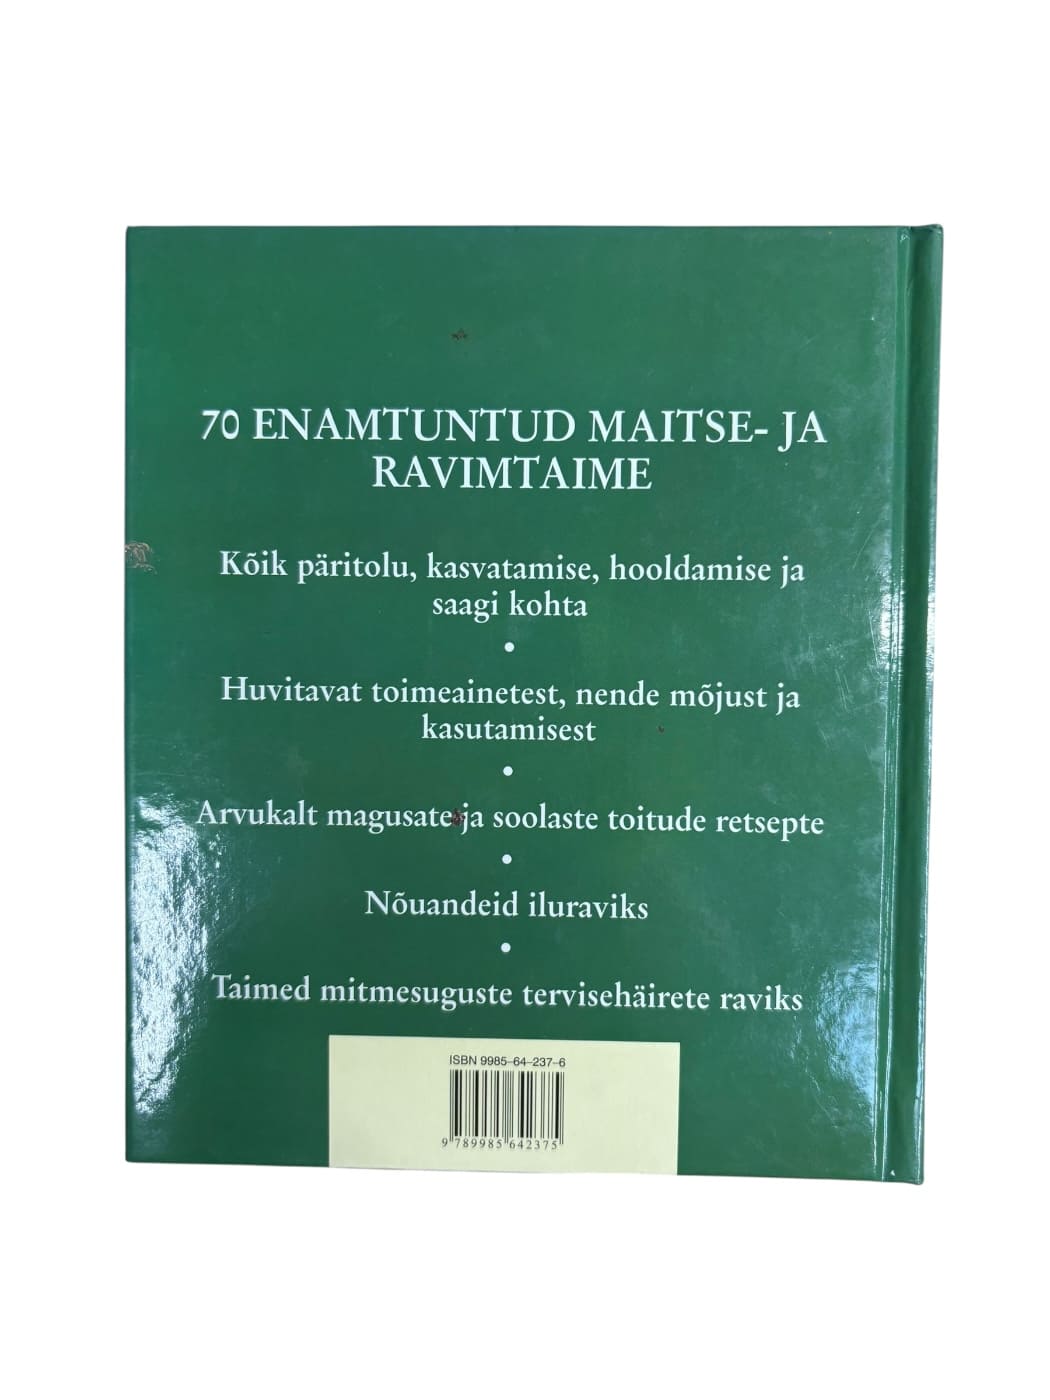 70 ENAMTUNTUD MAITSE- JA
RAVIMTAIME
Kõik päritolu, kasvatamise, hooldamise ja
saagi kohta
•
Huvitavat toimeainetest, nende mõjust ja
kasutamisest
•
Arvukalt magusate ja soolaste toitude retsepte
•
Nõuandeid iluraviks
•
Taimed mitmesuguste tervisehäirete raviks
ISBN 9985–64–237–6
9 789985 642375